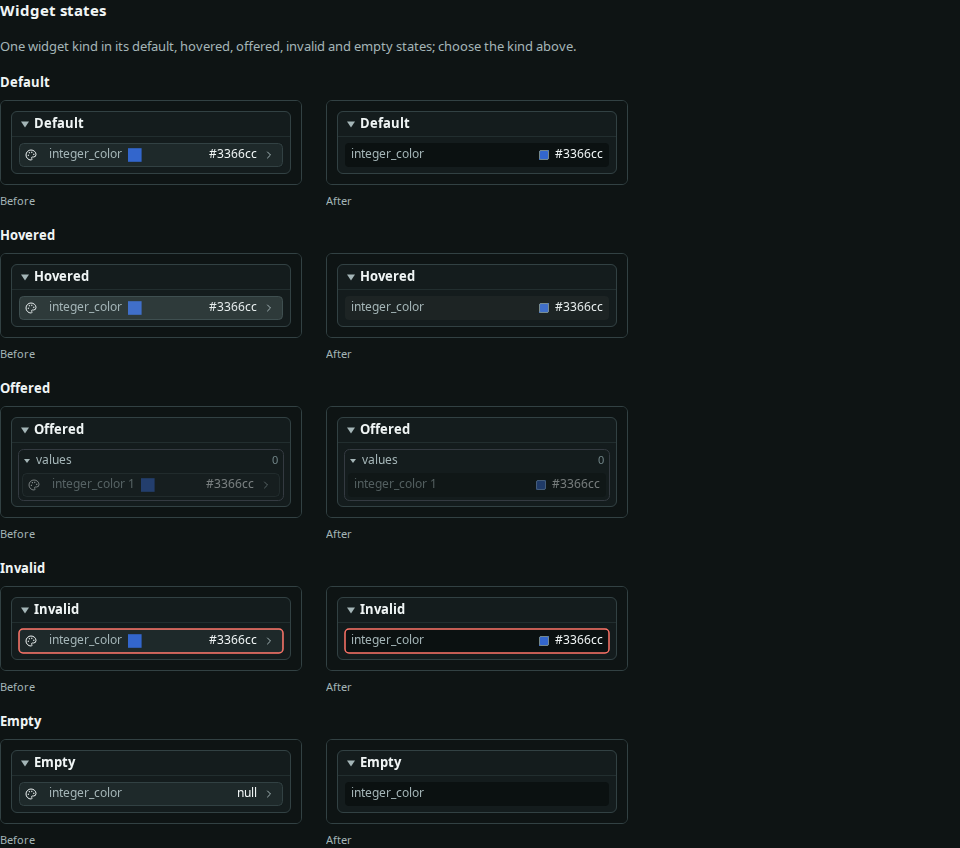 Widget states
One widget kind in its default, hovered, offered, invalid and empty states; choose the kind above.
Default
Default
integer_color #3366cc
Before
Default
integer_color #3366cc
After
Hovered
Hovered
integer_color #3366cc
Before
Hovered
integer_color #3366cc
After
Offered
Offered
values 0
integer_color 1 #3366cc
Before
Offered
values 0
integer_color 1 #3366cc
After
Invalid
Invalid
integer_color #3366cc
Before
Invalid
integer_color #3366cc
After
Empty
Empty
integer_color null
Before
Empty
integer_color
After